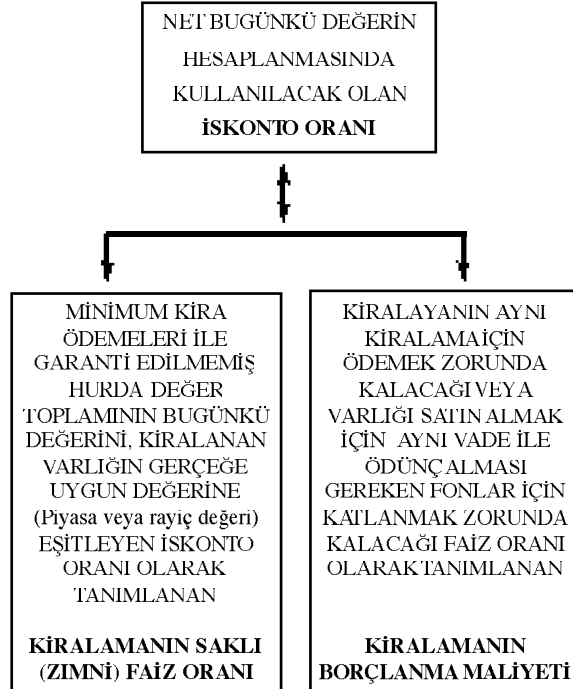 NET BUGÜNKÜ DEĞERİN
HESAPLANMASINDA
KULLANILACAK OLAN
İSKONTO ORANI
MİNİMUM KİRA
ÖDEMELERİ İLE
GARANTİ EDİLMEMİŞ
HURDA DEĞER
TOPLAMININ BUGÜNKÜ
DEĞERİNİ, KİRALANAN
VARLIĞIN GERÇEĞE
UYGUN DEĞERİNE
(Piyasa veya rayiç değeri)
EŞİTLEYEN İSKONTO
ORANI OLARAK
TANIMLANAN
KİRALAMANIN SAKLI
(ZIMNİ) FAİZ ORANI
KİRALAYANIN AYNI
KİRALAMA İÇİN
ÖDEMEK ZORUNDA
KALACAĞI VEYA
VARLIĞI SATIN ALMAK
İÇİN AYNI VADE İLE
ÖDÜNÇ ALMASI
GEREKEN FONLAR İÇİN
KATLANMAK ZORUNDA
KALACAĞI FAİZ ORANI
OLARAK TANIMLANAN
KİRALAMANIN
BORÇLANMA MALİYETİ